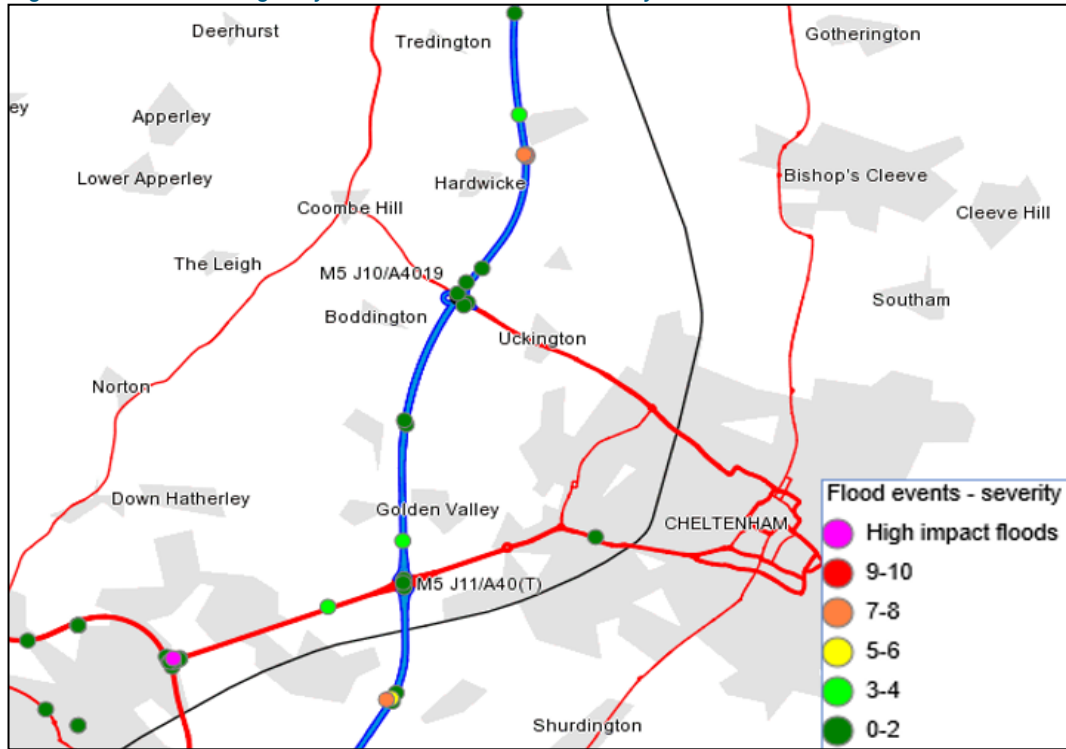 Deerhurst
Tredington
Gotherington
ey
Apperley
Lower Apperley
Hardwicke
Bishop's Cleeve
Coombe Hill
Cleeve Hill
The Leigh
M5 J10/A4019
Southam
Boddington
Uckington
Norton
Down Hatherley
Golden Valley
CHELTENHAM
M5 J11/A40(T)
Shurdington
Flood events - severity
High impact floods
9-10
7-8
5-6
3-4
0-2